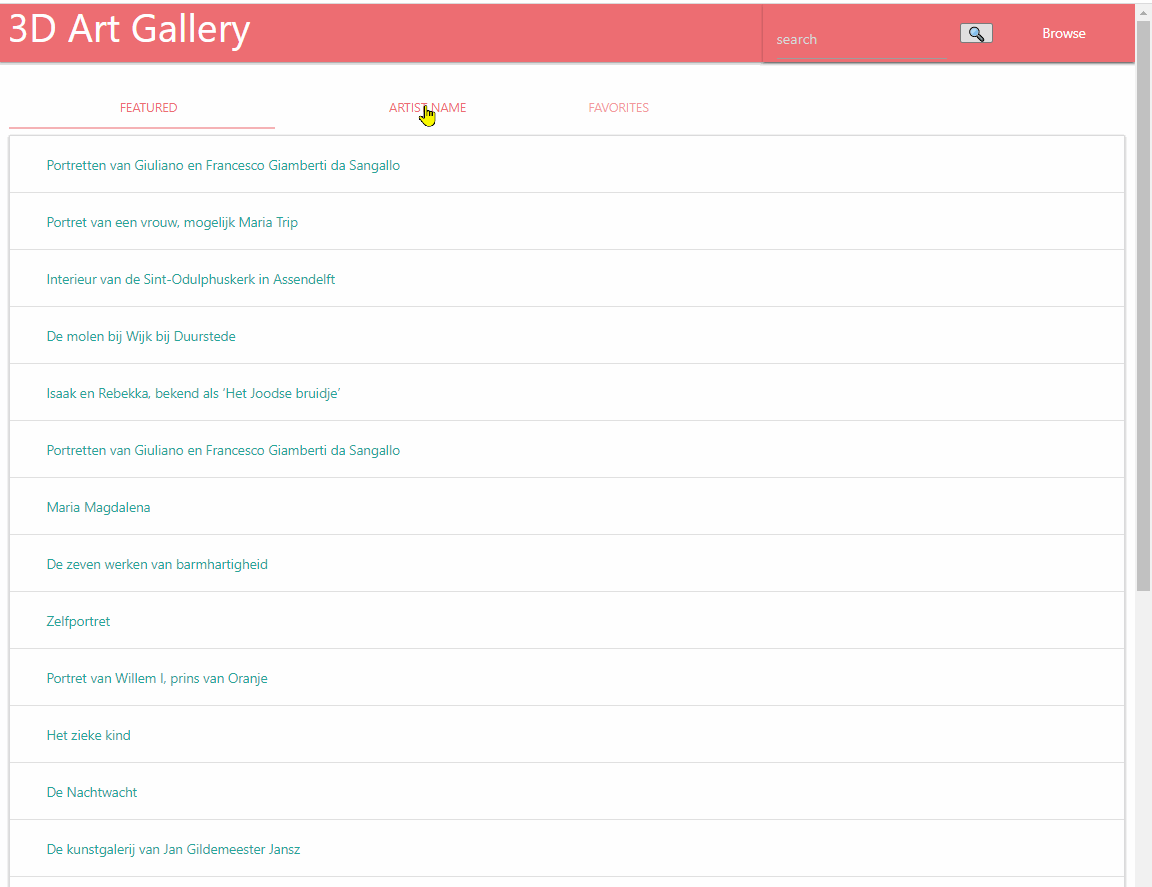 3D Art Gallery
search
Browse
FEATURED
ARTIST NAME
FAVORITES
Portretten van Giuliano en Francesco Giamberti da Sangallo
Portret van een vrouw, mogelijk Maria Trip
Interieur van de Sint-Odulphuskerk in Assendelft
De molen bij Wijk bij Duurstede
Isaak en Rebekka, bekend als ‘Het Joodse bruidje’
Portretten van Giuliano en Francesco Giamberti da Sangallo
Maria Magdalena
De zeven werken van barmhartigheid
Zelfportret
Portret van Willem I, prins van Oranje
Het zieke kind
De Nachtwacht
De kunstgalerij van Jan Gildemeester Jansz